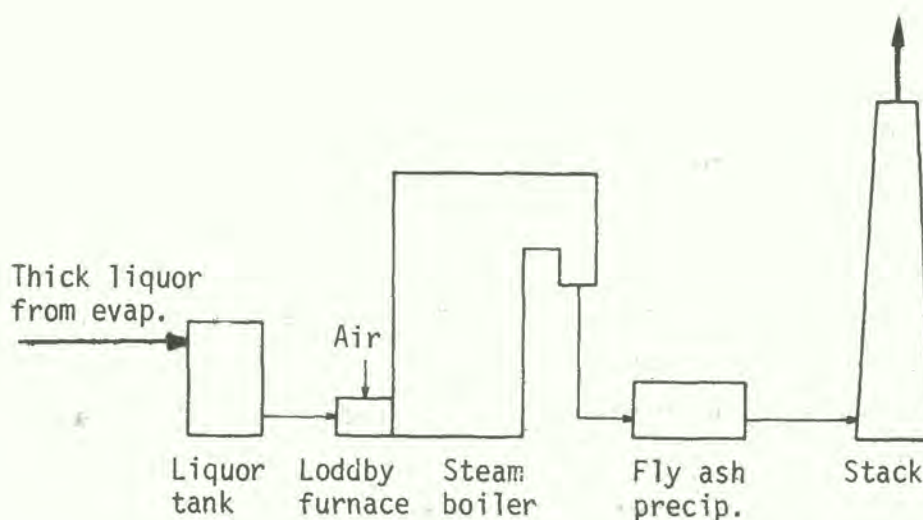 Thick liquor
from evap.
Air
Liquor
tank
Loddby
furnace
Steam
boiler
Fly ash
precip.
Stack